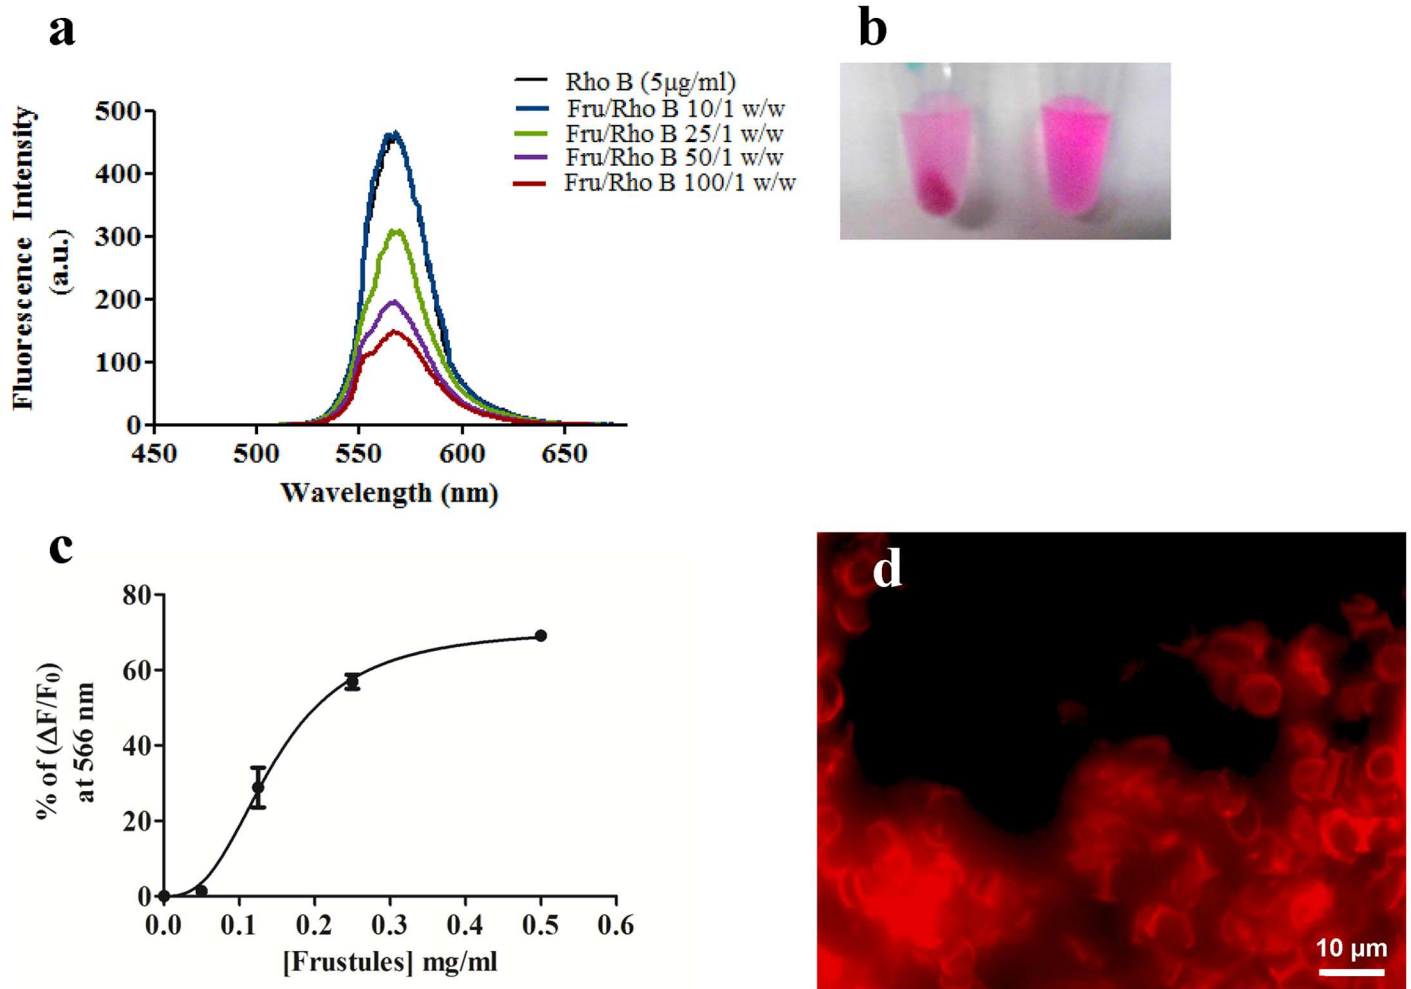 a
Rho B (5µg/ml)
Fru/Rho B 10/1 w/w
Fru/Rho B 25/1 w/w
Fru/Rho B 50/1 w/w
Fru/Rho B 100/1 w/w
Fluorescence Intensity
(a.u.)
500
400
300
200
100
0
450 500 550 600 650
Wavelength (nm)
b
c
% of (ΔF/F0)
at 566 nm
80
60
40
20
0
0.0 0.1 0.2 0.3 0.4 0.5 0.6
[Frustules] mg/ml
d
10 µm